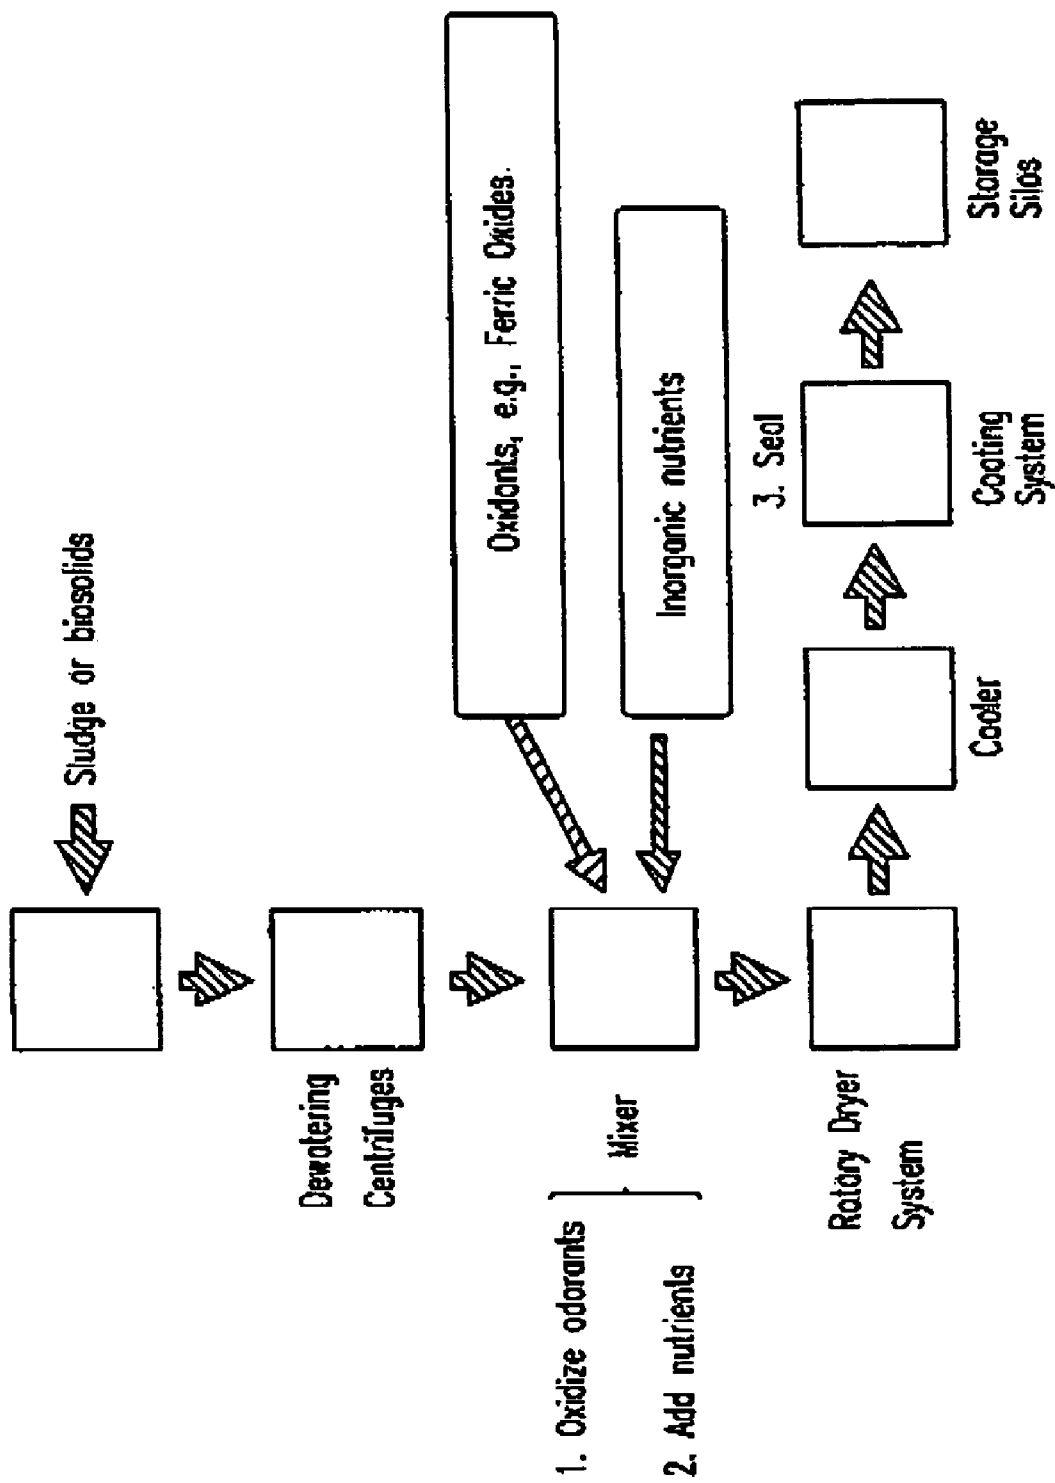 Sludge or biosolids
Dewatering
Centrifuges
Oxidants, e.g., Ferric Oxides.
Inorganic nutrients
1. Oxidize odorants
2. Add nutrients
Mixer
Rotary Dryer
System
Cooler
3. Seal
Coating
System
Storage
Silos